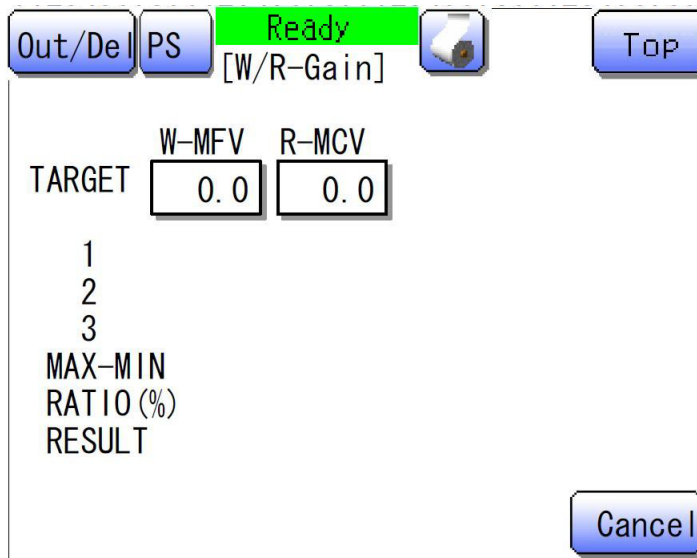 Out/Del PS Ready Top
[W/R-Gain]
W-MFV R-MCV
TARGET 0.0 0.0
1
2
3
MAX-MIN
RATIO(%)
RESULT
Cancel